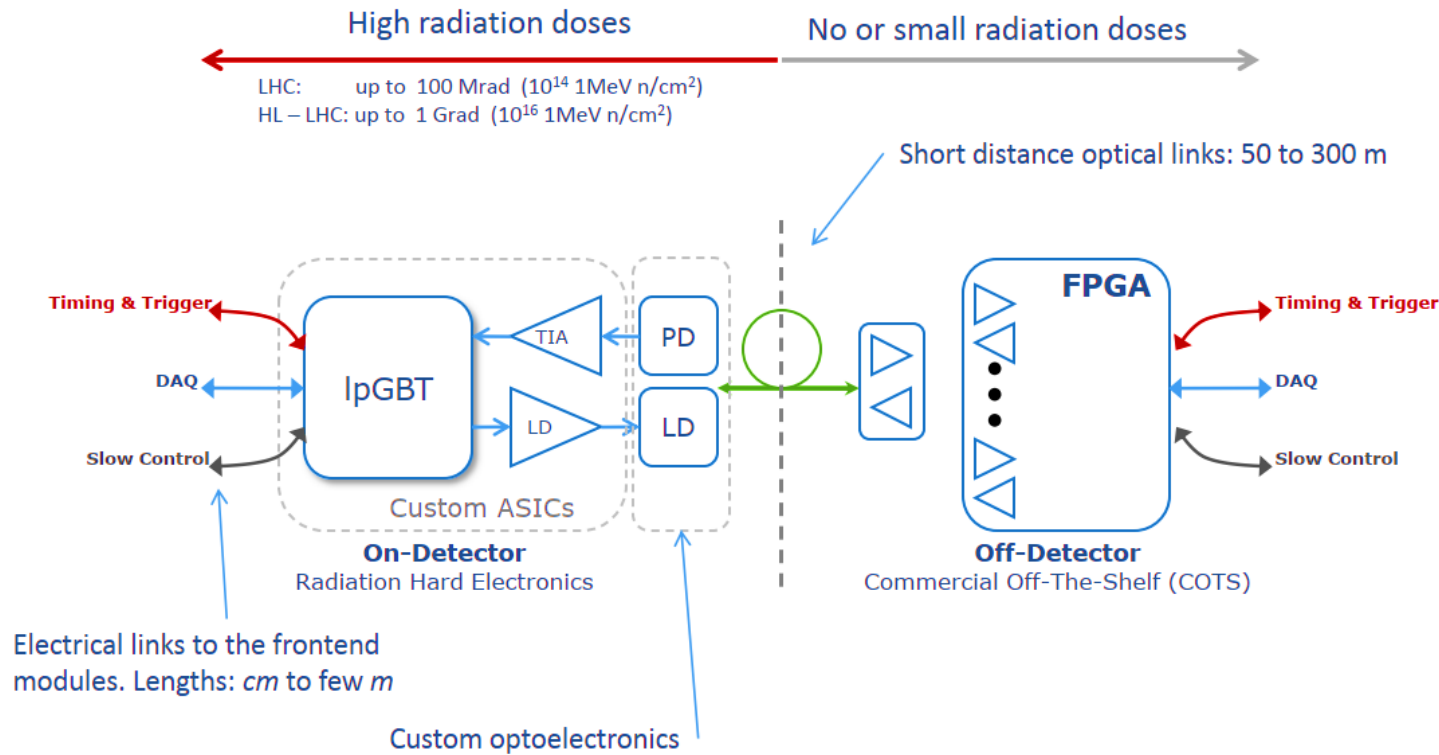 High radiation doses
No or small radiation doses
LHC: up to 100 Mrad (10¹⁴ 1MeV n/cm²)
HL – LHC: up to 1 Grad (10¹⁶ 1MeV n/cm²)
Short distance optical links: 50 to 300 m
Timing & Trigger
DAQ
Slow Control
lpGBT
TIA
LD
PD
LD
Custom ASICs
FPGA
Timing & Trigger
DAQ
Slow Control
On-Detector
Radiation Hard Electronics
Off-Detector
Commercial Off-The-Shelf (COTS)
Electrical links to the frontend
modules. Lengths: cm to few m
Custom optoelectronics